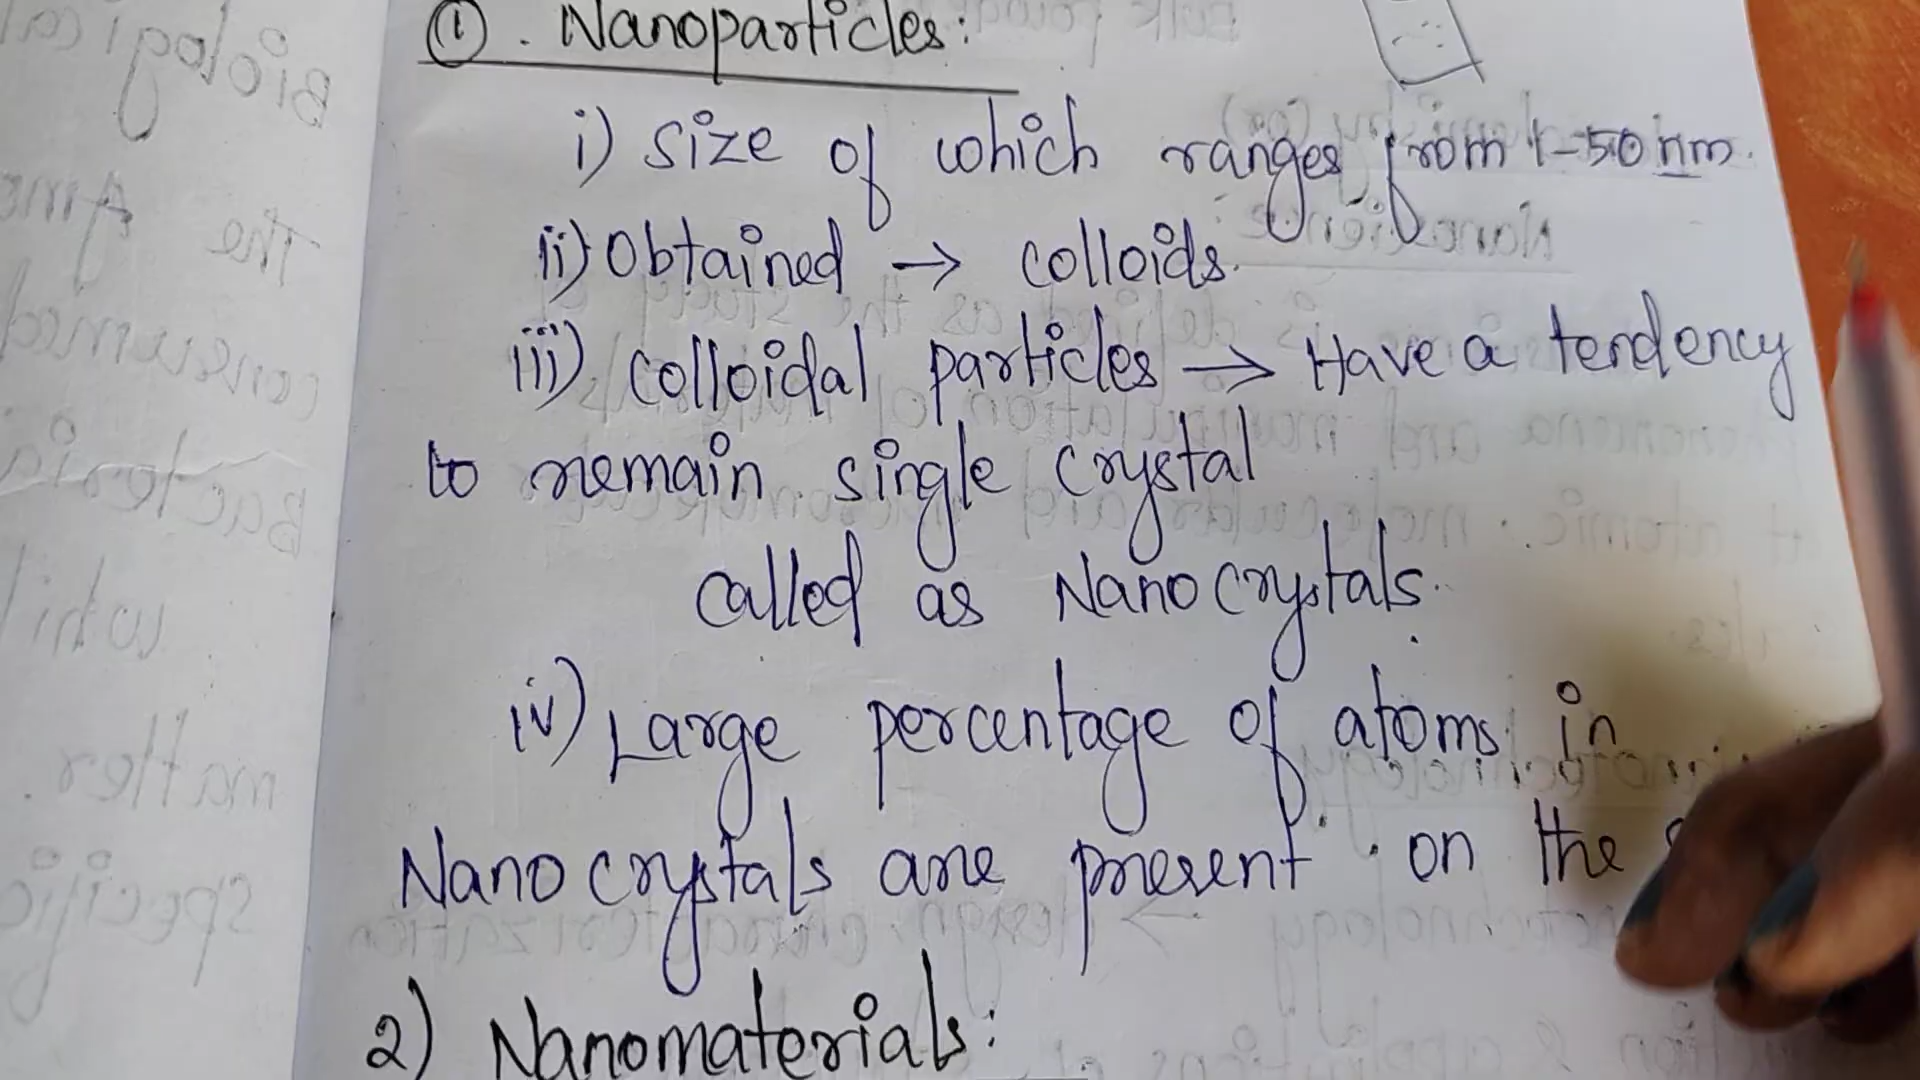 ① . Nanoparticles:
i) Size of which ranges from 1-50 nm.
ii) Obtained → colloids.
iii) colloidal particles → Have a tendency
to remain single crystal
called as Nanocrystals.
iv) Large percentage of atoms in
Nanocrystals are present on the
2) Nanomaterials: